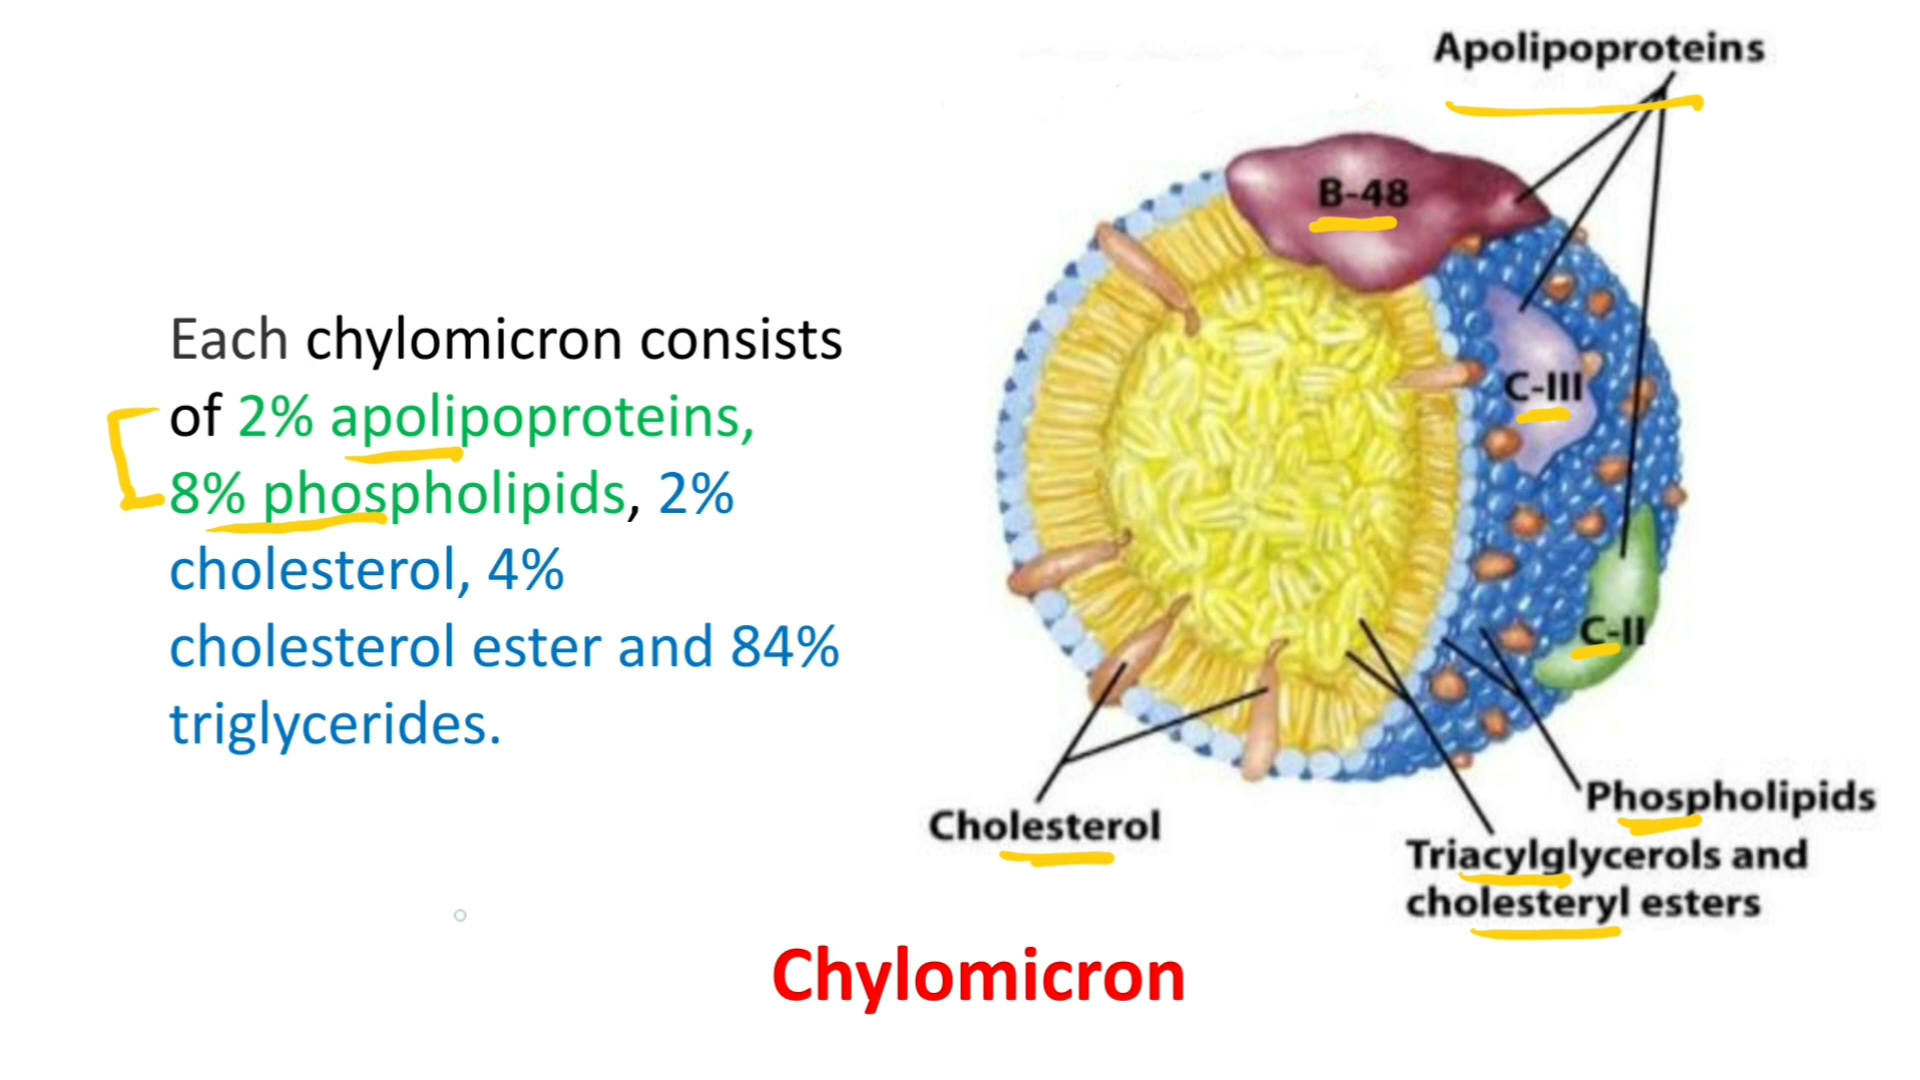 Apolipoproteins
B-48
Each chylomicron consists
of 2% apolipoproteins,
8% phospholipids, 2%
cholesterol, 4%
cholesterol ester and 84%
triglycerides.
C-III
C-II
Phospholipids
Cholesterol
Triacylglycerols and
cholesteryl esters
Chylomicron